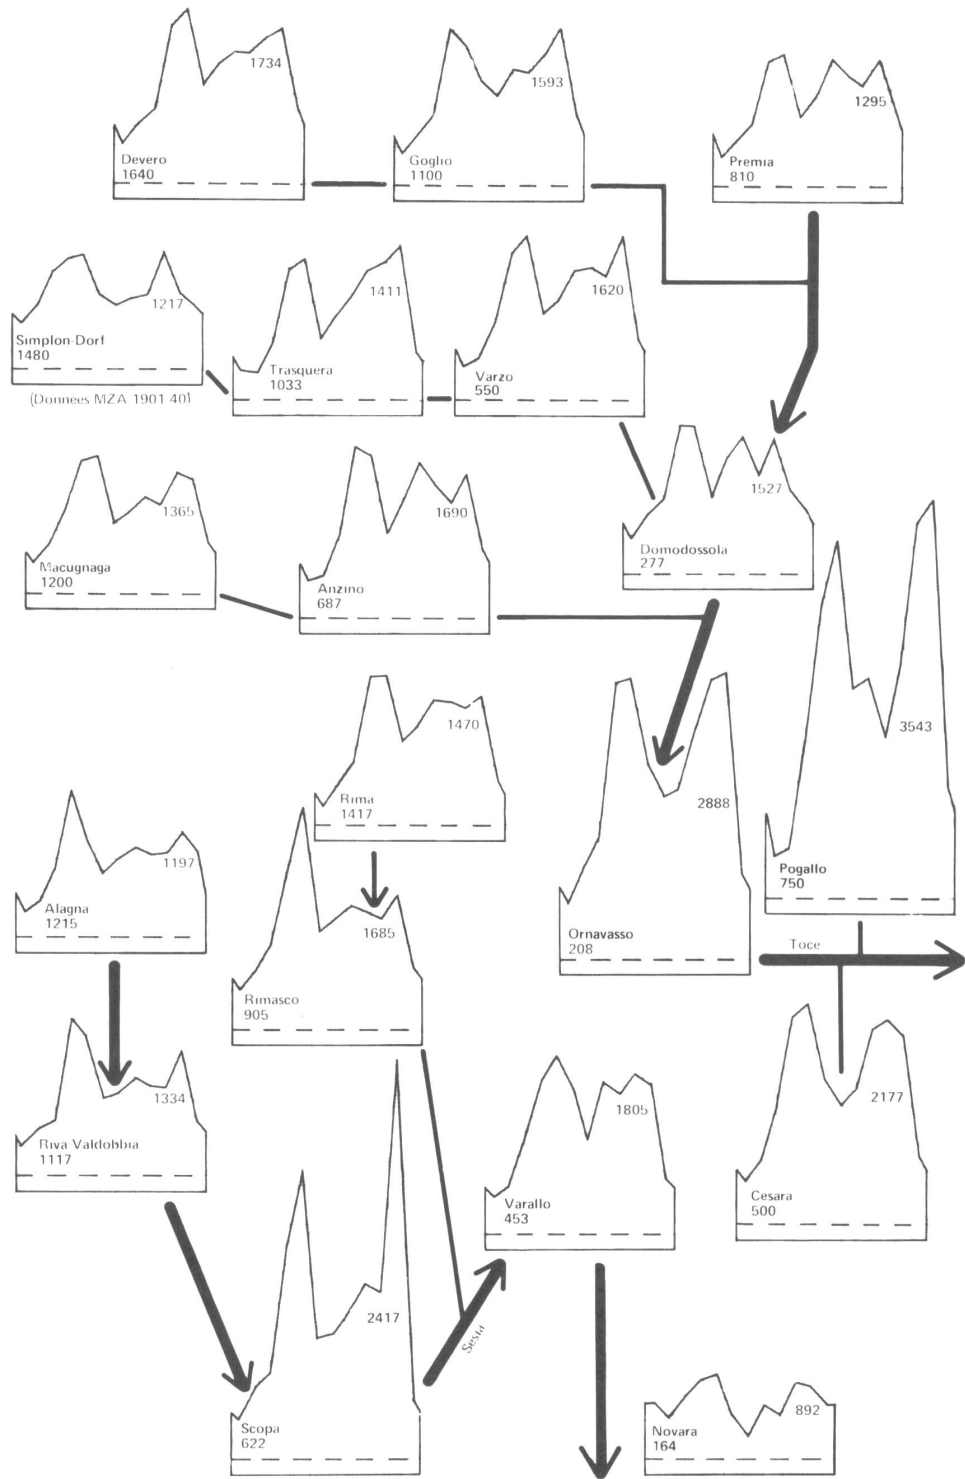 1734
Devero
1640
1593
Goglio
1100
1295
Premia
810
1217
Simplon-Dorf
1480
(Donnees MZA 1901 40)
1411
Trasquera
1033
1620
Varzo
550
1365
Macugnaga
1200
1690
Anzino
687
1527
Domodossola
277
3543
Pogallo
750
1470
Rima
1417
2888
Ornavasso
208
1197
Alagna
1215
1685
Rimasco
905
Toce
1334
Riva Valdobbia
1117
1805
Varallo
453
2177
Cesara
500
2417
Scopa
622
Sesia
892
Novara
164